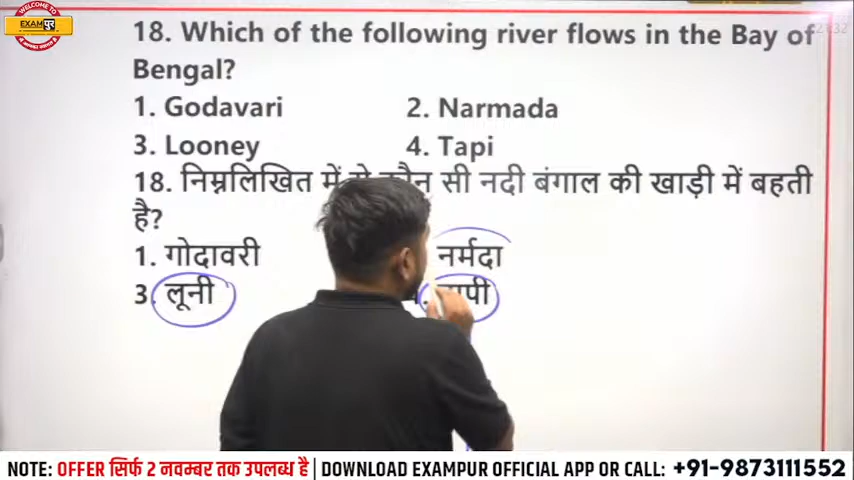 WELCOME TO
EXAM पुर
18. Which of the following river flows in the Bay of
Bengal?
1. Godavari 2. Narmada
3. Looney 4. Tapi
18. निम्नलिखित में से कौन सी नदी बंगाल की खाड़ी में बहती
है?
1. गोदावरी नर्मदा
3. लूनी
NOTE: OFFER सिर्फ 2 नवम्बर तक उपलब्ध है | DOWNLOAD EXAMPUR OFFICIAL APP OR CALL: +91-9873111552